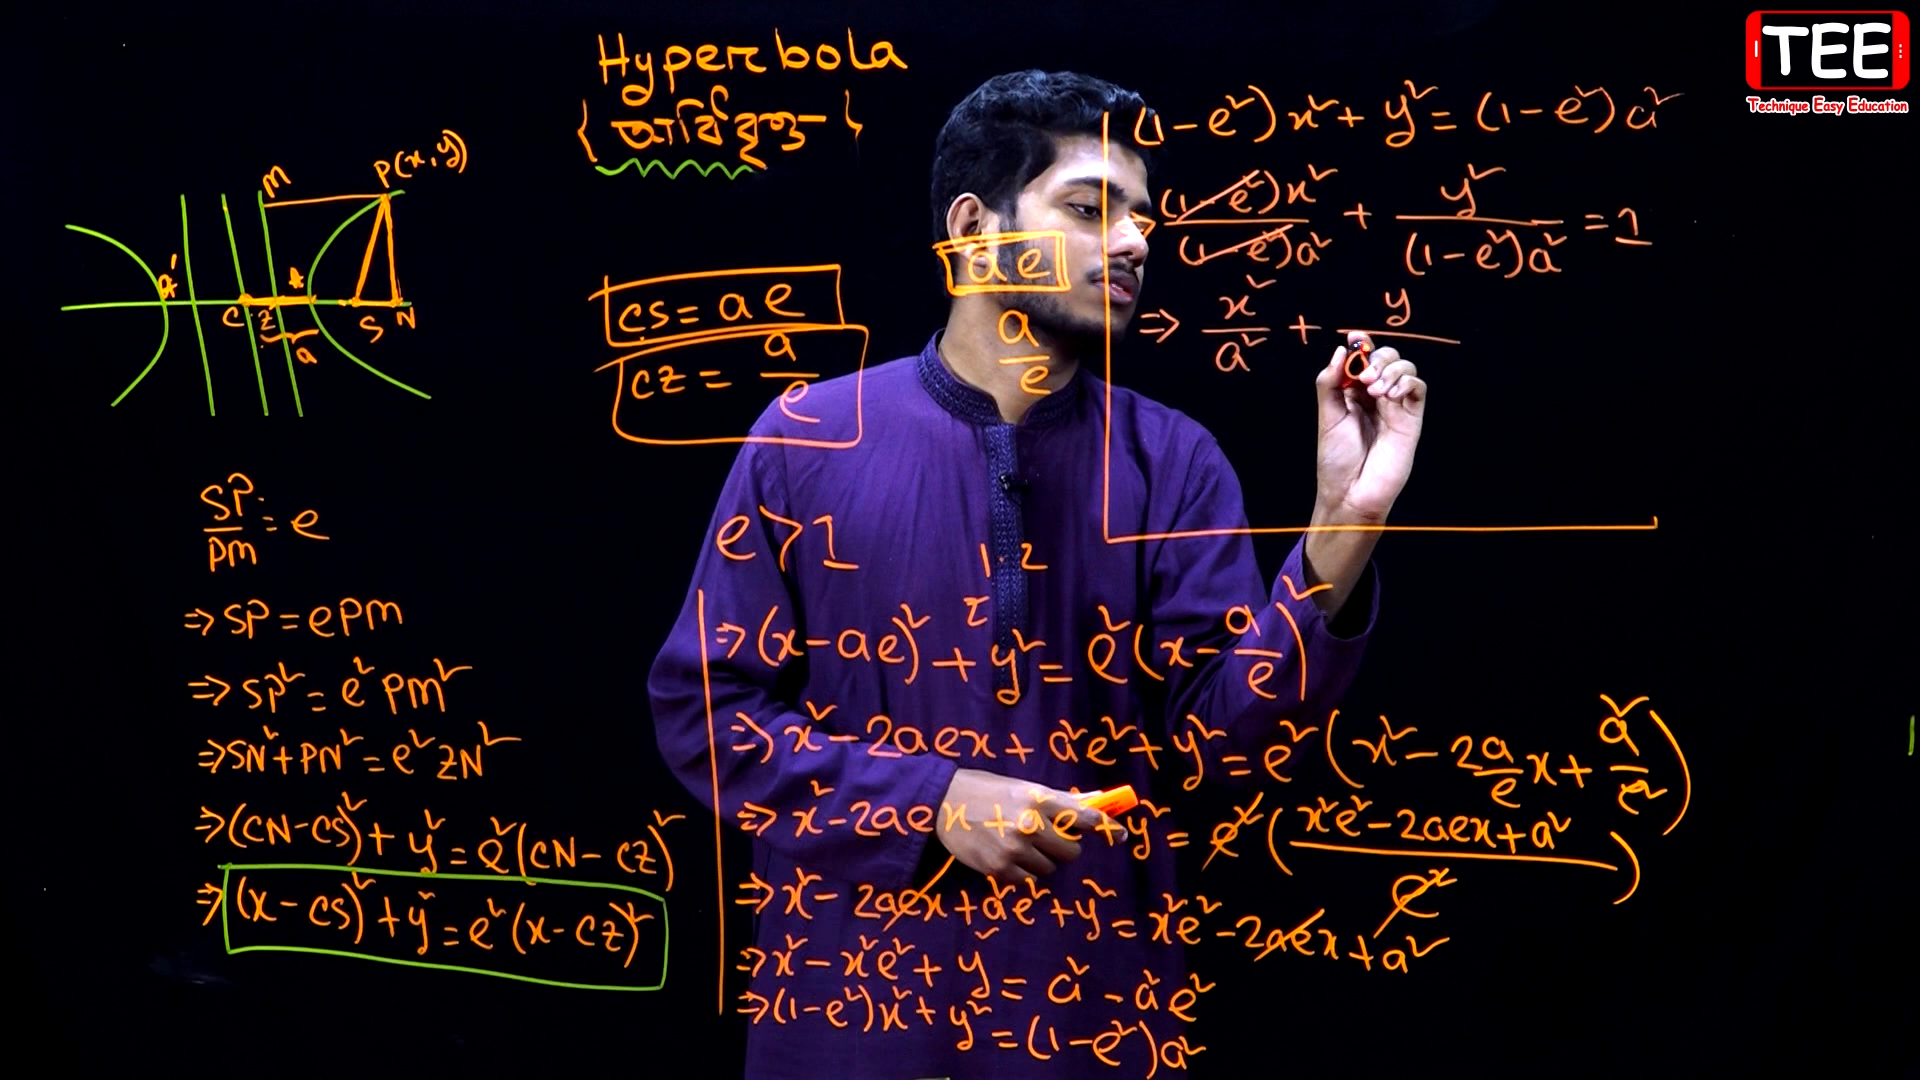 Hyperbola
{অধিবৃত্ত}
TEE
Technique Easy Education
M
P(x,y)
A'
A
C
Z
S
N
a
CS = ae
CZ = a/e
ae
a/e
SP/PM = e
⇒ SP = ePM
⇒ SP² = e²PM²
⇒ SN² + PN² = e²ZN²
⇒ (CN - CS)² + y² = e²(CN - CZ)²
⇒ (x - CS)² + y² = e²(x - CZ)²
e > 1
1.2
⇒ (x - ae)² + y² = e²(x - a/e)²
⇒ x² - 2aex + a²e² + y² = e²(x² - 2a/e x + a²/e²)
⇒ x² - 2aex + a²e² + y² = e²((x²e² - 2aex + a²)/e²)
⇒ x² - 2aex + a²e² + y² = x²e² - 2aex + a²
⇒ x² - x²e² + y² = a² - a²e²
⇒ (1-e²)x² + y² = (1-e²)a²
(1-e²)x² + y² = (1-e²)a²
⇒ (1-e²)x²/(1-e²)a² + y²/(1-e²)a² = 1
⇒ x²/a² + y/a